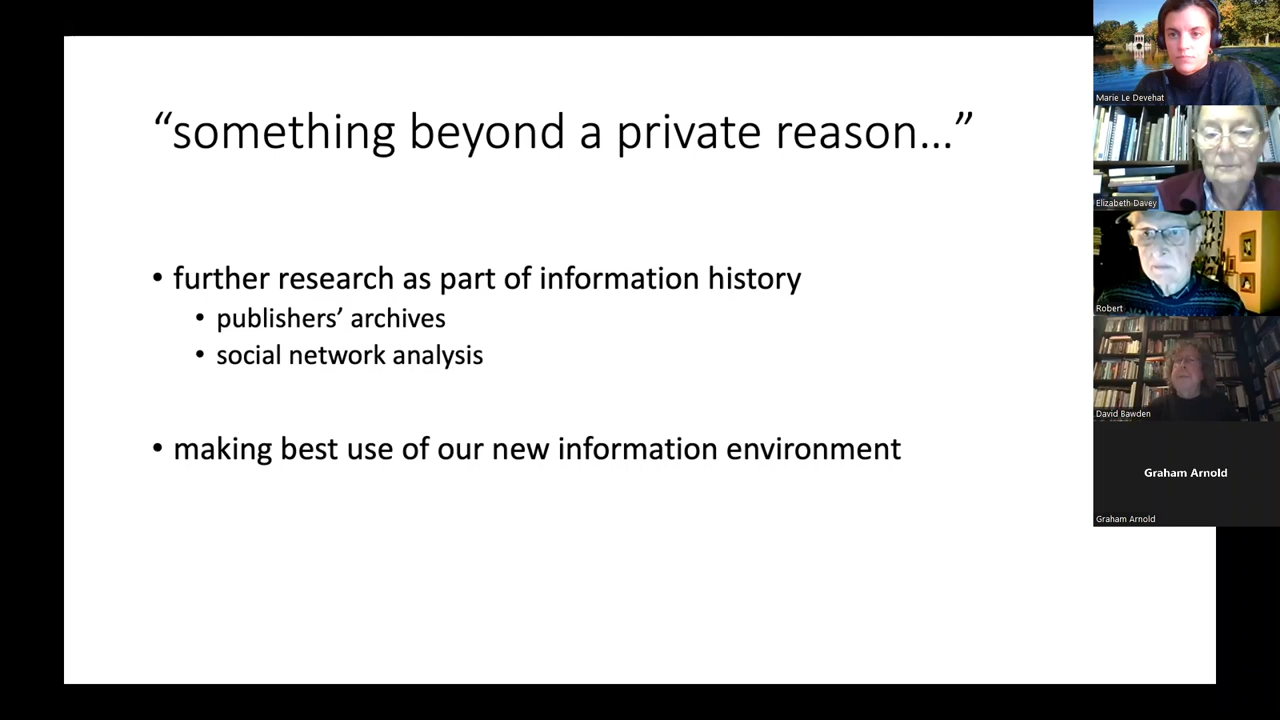 “something beyond a private reason…”
• further research as part of information history
• publishers’ archives
• social network analysis
• making best use of our new information environment
Marie Le Devehat
Elizabeth Davey
Robert
David Bawden
Graham Arnold
Graham Arnold